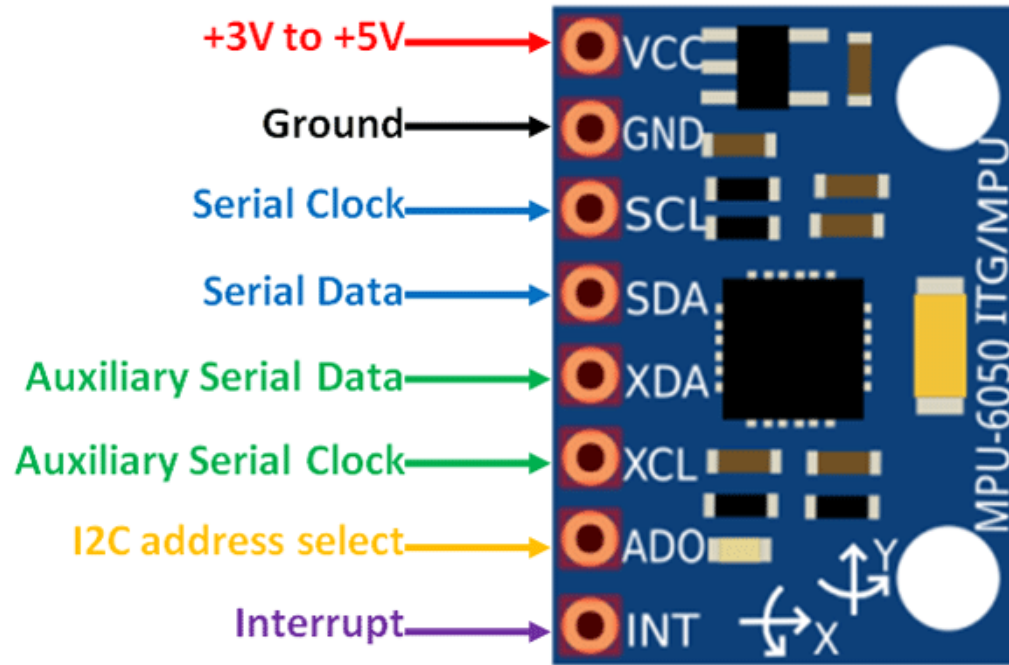 +3V to +5V
VCC
Ground
GND
Serial Clock
SCL
Serial Data
SDA
Auxiliary Serial Data
XDA
Auxiliary Serial Clock
XCL
I2C address select
ADO
Interrupt
INT
X
Y
MPU-6050 ITG/MPU